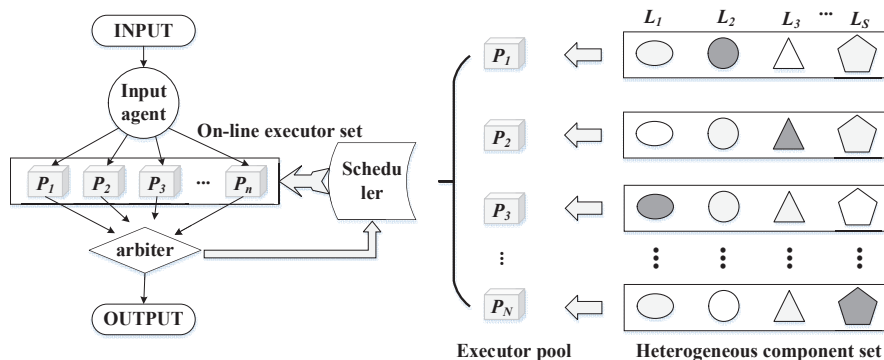 INPUT
Input
agent
On-line executor set
P1 P2 P3 ... Pn
arbiter
OUTPUT
Schedu
ler
P1
P2
P3
⋮
PN
Executor pool
L1 L2 L3 ... LS
⋮ ⋮ ⋮ ⋮
Heterogeneous component set